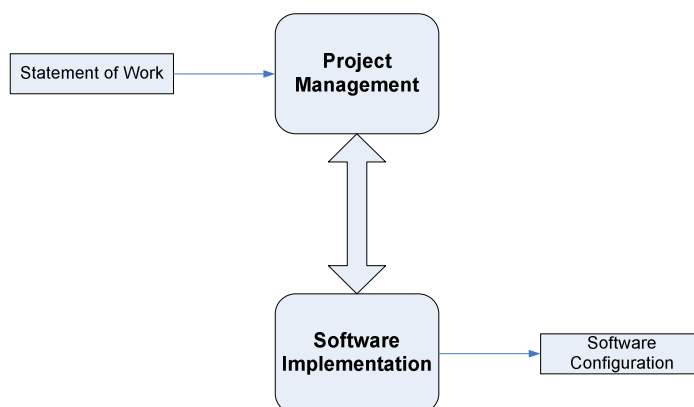 Statement of Work
Project
Management
Software
Implementation
Software
Configuration